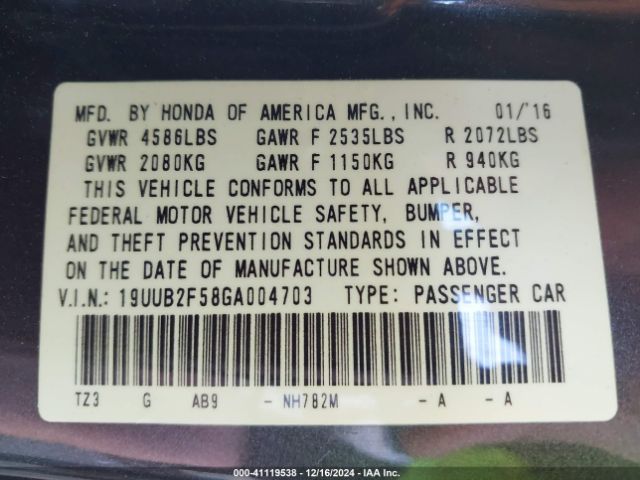 MFD. BY HONDA OF AMERICA MFG., INC. 01/'16
GVWR 4586LBS GAWR F 2535LBS R 2072LBS
GVWR 2080KG GAWR F 1150KG R 940KG
THIS VEHICLE CONFORMS TO ALL APPLICABLE
FEDERAL MOTOR VEHICLE SAFETY, BUMPER,
AND THEFT PREVENTION STANDARDS IN EFFECT
ON THE DATE OF MANUFACTURE SHOWN ABOVE.
V.I.N.: 19UUB2F58GA004703 TYPE: PASSENGER CAR
TZ3 G AB9 - NH782M - A - A
000-41119538 - 12/16/2024 - IAA Inc.